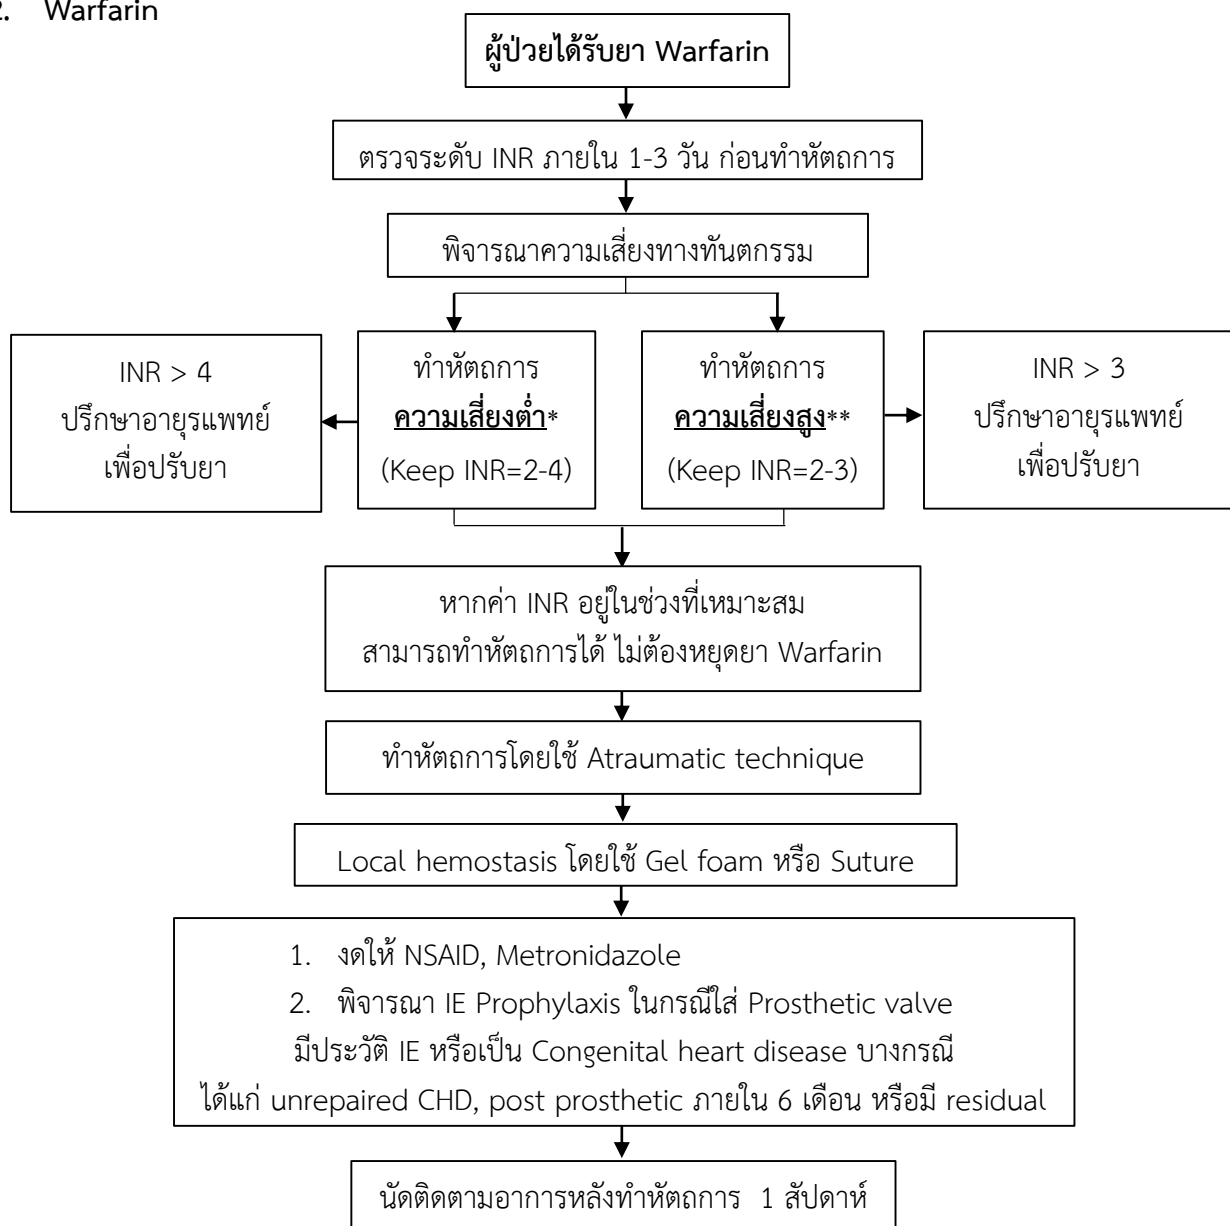 2. Warfarin
ผู้ป่วยได้รับยา Warfarin
ตรวจระดับ INR ภายใน 1-3 วัน ก่อนทำหัตถการ
พิจารณาความเสี่ยงทางทันตกรรม
INR > 4
ปรึกษาอายุรแพทย์
เพื่อปรับยา
ทำหัตถการ
ความเสี่ยงต่ำ*
(Keep INR=2-4)
ทำหัตถการ
ความเสี่ยงสูง**
(Keep INR=2-3)
INR > 3
ปรึกษาอายุรแพทย์
เพื่อปรับยา
หากค่า INR อยู่ในช่วงที่เหมาะสม
สามารถทำหัตถการได้ ไม่ต้องหยุดยา Warfarin
ทำหัตถการโดยใช้ Atraumatic technique
Local hemostasis โดยใช้ Gel foam หรือ Suture
1. งดให้ NSAID, Metronidazole
2. พิจารณา IE Prophylaxis ในกรณีใส่ Prosthetic valve
มีประวัติ IE หรือเป็น Congenital heart disease บางกรณี
ได้แก่ unrepaired CHD, post prosthetic ภายใน 6 เดือน หรือมี residual
นัดติดตามอาการหลังทำหัตถการ 1 สัปดาห์